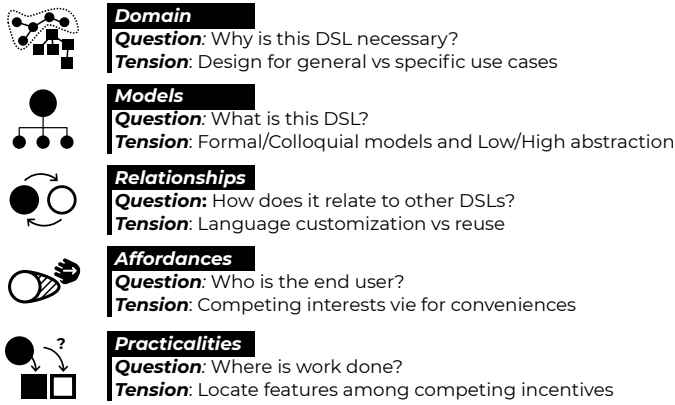 Domain
Question: Why is this DSL necessary?
Tension: Design for general vs specific use cases
Models
Question: What is this DSL?
Tension: Formal/Colloquial models and Low/High abstraction
Relationships
Question: How does it relate to other DSLs?
Tension: Language customization vs reuse
Affordances
Question: Who is the end user?
Tension: Competing interests vie for conveniences
?
Practicalities
Question: Where is work done?
Tension: Locate features among competing incentives